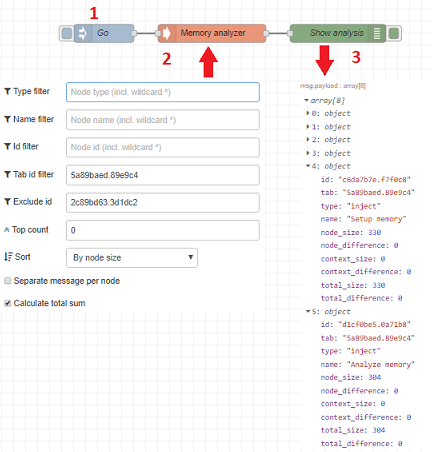 1
Go
Memory analyzer
Show analysis
2
3
Type filter
Node type (incl. wildcard *)
Name filter
Node name (incl. wildcard *)
Id filter
Node id (incl. wildcard *)
Tab id filter
5a89baed.89e9c4
Exclude id
2c89bd63.3d1dc2
Top count
0
Sort
By node size
Separate message per node
Calculate total sum
msg.payload : array[8]
array[8]
0: object
1: object
2: object
3: object
4: object
id: "c6da7b7e.f7f0c8"
tab: "5a89baed.89e9c4"
type: "inject"
name: "Setup memory"
node_size: 330
node_difference: 0
context_size: 0
context_difference: 0
total_size: 330
total_difference: 0
5: object
id: "d1cf0be5.0a71b8"
tab: "5a89baed.89e9c4"
type: "inject"
name: "Analyze memory"
node_size: 304
node_difference: 0
context_size: 0
context_difference: 0
total_size: 304
total_difference: 0